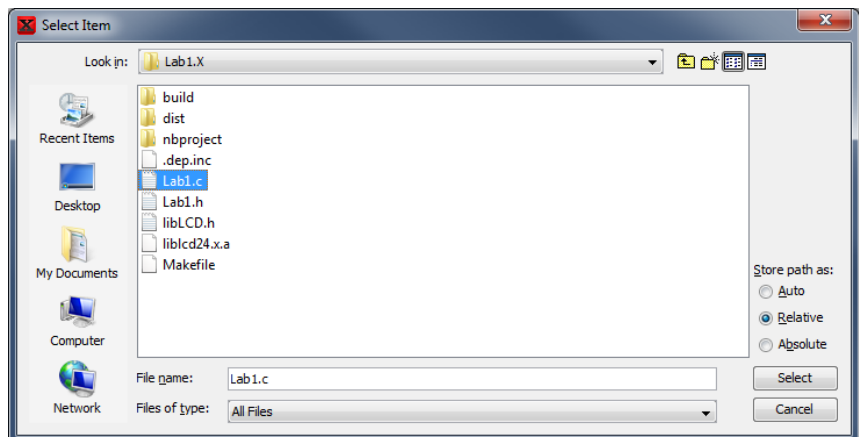 Select Item
Look in:
Lab1.X
Recent Items
Desktop
My Documents
Computer
Network
build
dist
nbproject
.dep.inc
Lab1.c
Lab1.h
libLCD.h
liblcd24.x.a
Makefile
Store path as:
Auto
Relative
Absolute
File name:
Lab1.c
Select
Files of type:
All Files
Cancel